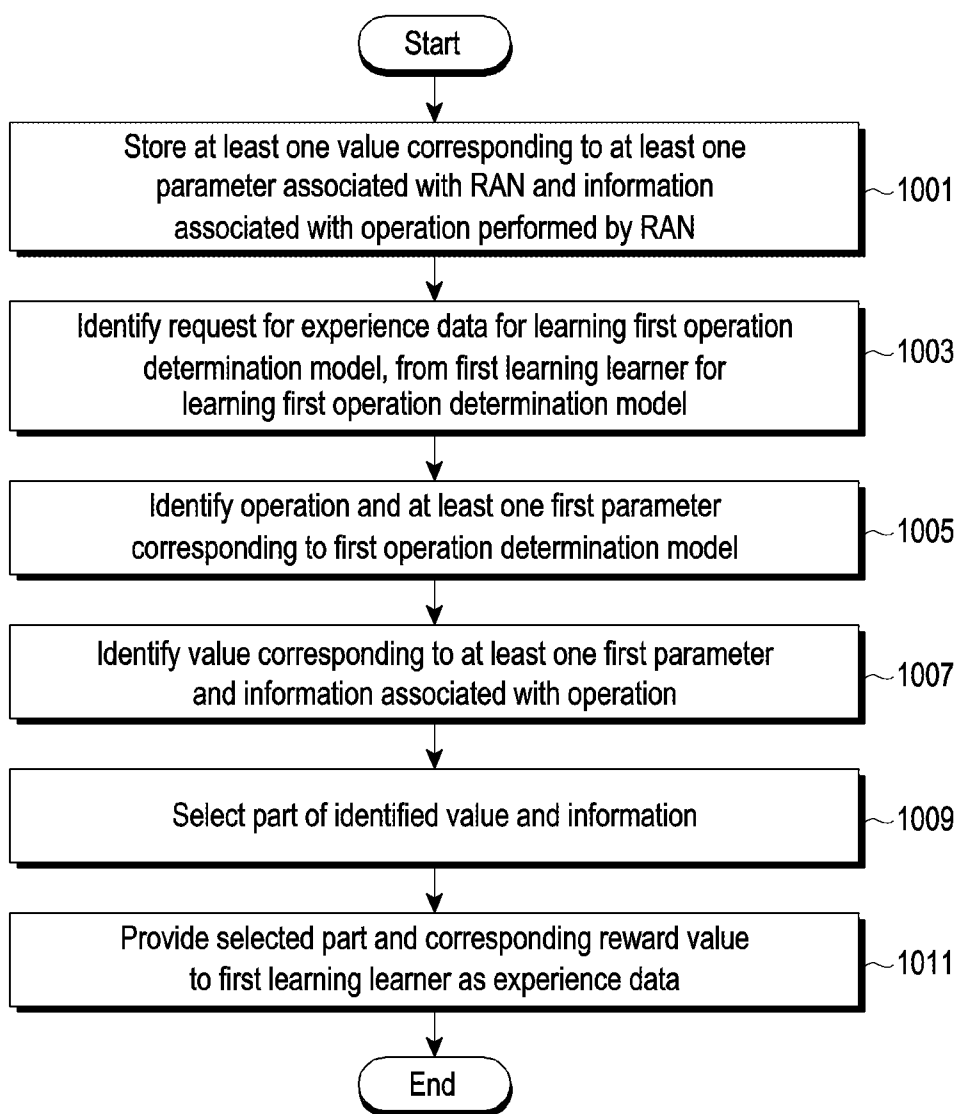 Start
Store at least one value corresponding to at least one
parameter associated with RAN and information
associated with operation performed by RAN
1001
Identify request for experience data for learning first operation
determination model, from first learning learner for
learning first operation determination model
1003
Identify operation and at least one first parameter
corresponding to first operation determination model
1005
Identify value corresponding to at least one first parameter
and information associated with operation
1007
Select part of identified value and information
1009
Provide selected part and corresponding reward value
to first learning learner as experience data
1011
End